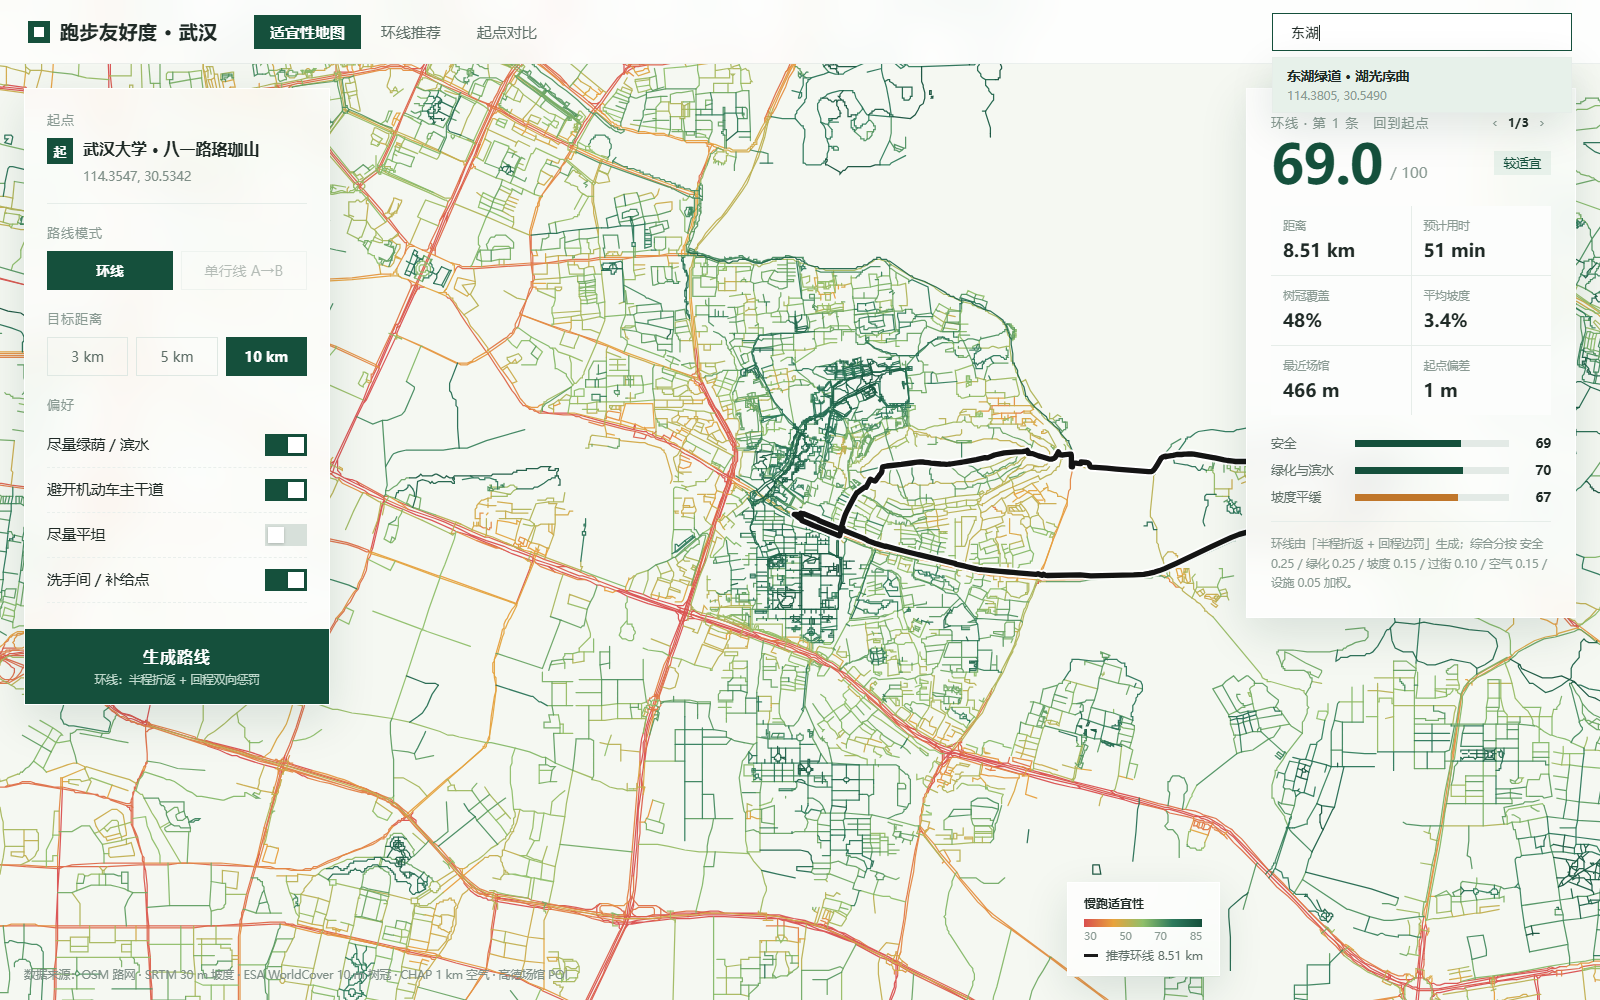 跑步友好度 • 武汉
适宜性地图
环线推荐
起点对比
东湖
东湖绿道 • 湖光序曲
114.3805, 30.5490
起点
起
武汉大学 • 八一路珞珈山
114.3547, 30.5342
路线模式
环线
单行线 A→B
目标距离
3 km
5 km
10 km
偏好
尽量绿荫 / 滨水
避开机动车主干道
尽量平坦
洗手间 / 补给点
生成路线
环线：半程折返 + 回程双向惩罚
环线 · 第 1 条 回到起点
‹ 1/3 ›
69.0 / 100
较适宜
距离
8.51 km
预计用时
51 min
树冠覆盖
48%
平均坡度
3.4%
最近场馆
466 m
起点偏差
1 m
安全 69
绿化与滨水 70
坡度平缓 67
环线由「半程折返 + 回程边罚」生成；综合分按 安全
0.25 / 绿化 0.25 / 坡度 0.15 / 过街 0.10 / 空气 0.15 /
设施 0.05 加权。
慢跑适宜性
30 50 70 85
推荐环线 8.51 km
数据来源：OSM 路网 · SRTM 30 m 坡度 · ESA WorldCover 10 m 树冠 · CHAP 1 km 空气 · 高德场馆 POI